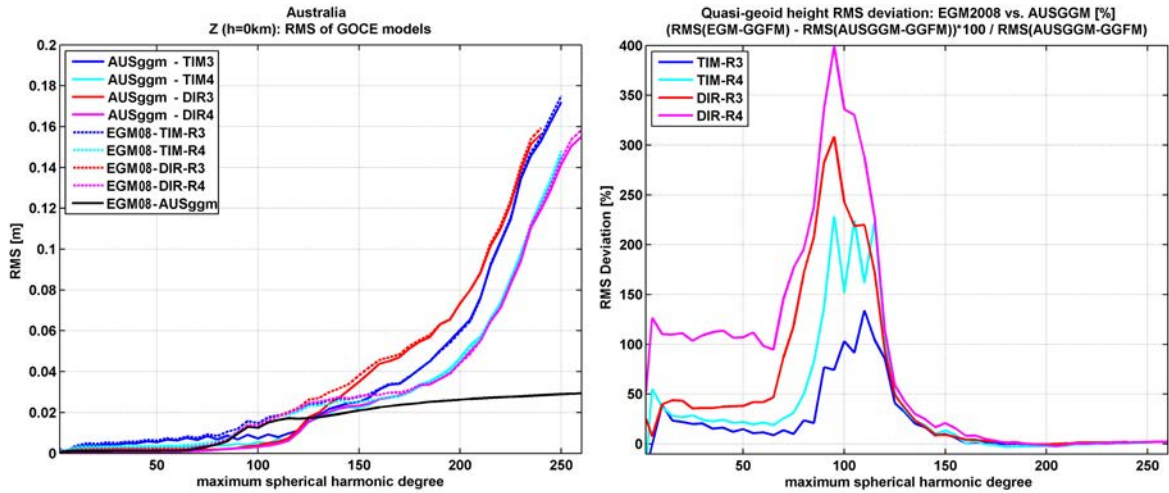 Australia
Z (h=0km): RMS of GOCE models
0.2
0.18
0.16
0.14
0.12
0.1
0.08
0.06
0.04
0.02
0
RMS [m]
AUSggm - TIM3
AUSggm - TIM4
AUSggm - DIR3
AUSggm - DIR4
EGM08-TIM-R3
EGM08-TIM-R4
EGM08-DIR-R3
EGM08-DIR-R4
EGM08-AUSggm
50 100 150 200 250
maximum spherical harmonic degree
Quasi-geoid height RMS deviation: EGM2008 vs. AUSGGM [%]
(RMS(EGM-GGFM) - RMS(AUSGGM-GGFM))*100 / RMS(AUSGGM-GGFM)
400
350
300
250
200
150
100
50
0
RMS Deviation [%]
TIM-R3
TIM-R4
DIR-R3
DIR-R4
50 100 150 200 250
maximum spherical harmonic degree